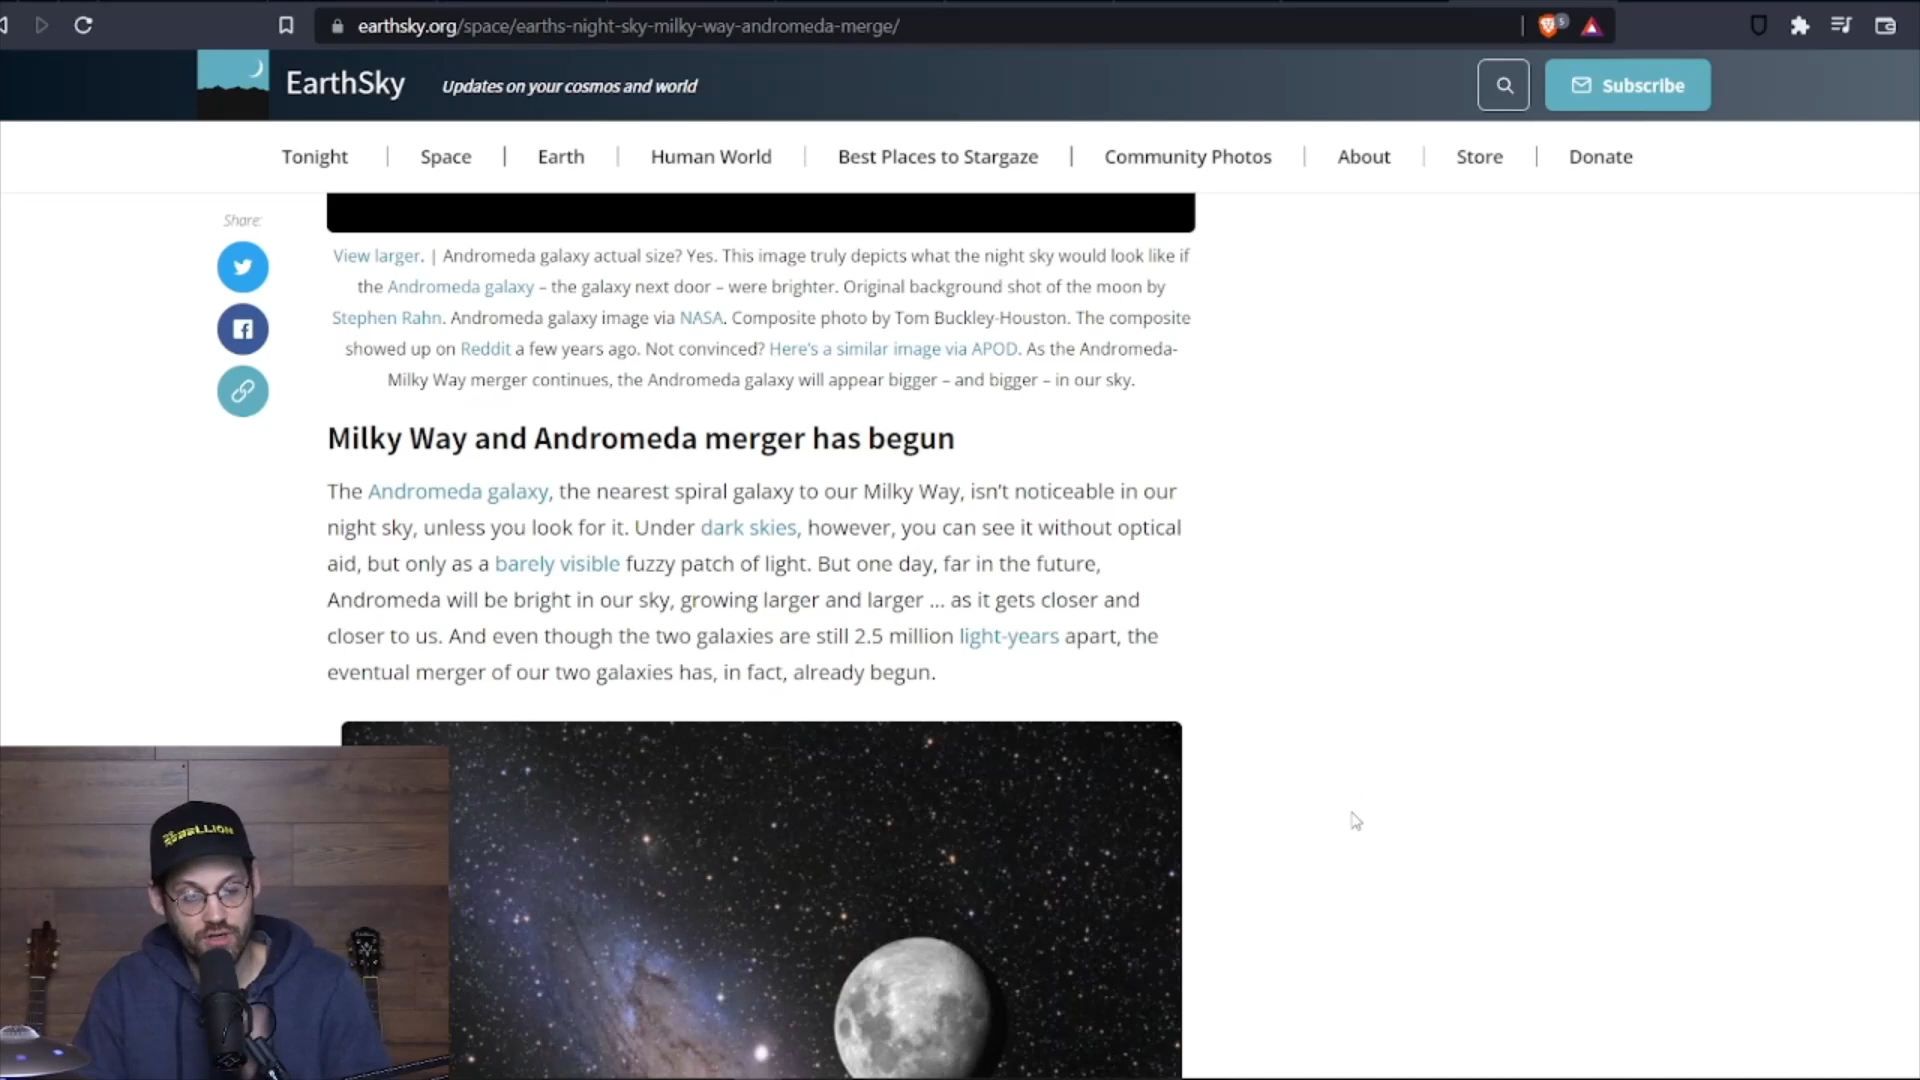 earthsky.org/space/earths-night-sky-milky-way-andromeda-merge/
5
EarthSky
Updates on your cosmos and world
Subscribe
Tonight | Space | Earth | Human World | Best Places to Stargaze | Community Photos | About | Store | Donate
Share:
View larger. | Andromeda galaxy actual size? Yes. This image truly depicts what the night sky would look like if
the Andromeda galaxy – the galaxy next door – were brighter. Original background shot of the moon by
Stephen Rahn. Andromeda galaxy image via NASA. Composite photo by Tom Buckley-Houston. The composite
showed up on Reddit a few years ago. Not convinced? Here's a similar image via APOD. As the Andromeda-
Milky Way merger continues, the Andromeda galaxy will appear bigger – and bigger – in our sky.
Milky Way and Andromeda merger has begun
The Andromeda galaxy, the nearest spiral galaxy to our Milky Way, isn't noticeable in our
night sky, unless you look for it. Under dark skies, however, you can see it without optical
aid, but only as a barely visible fuzzy patch of light. But one day, far in the future,
Andromeda will be bright in our sky, growing larger and larger ... as it gets closer and
closer to us. And even though the two galaxies are still 2.5 million light-years apart, the
eventual merger of our two galaxies has, in fact, already begun.
REBELLION